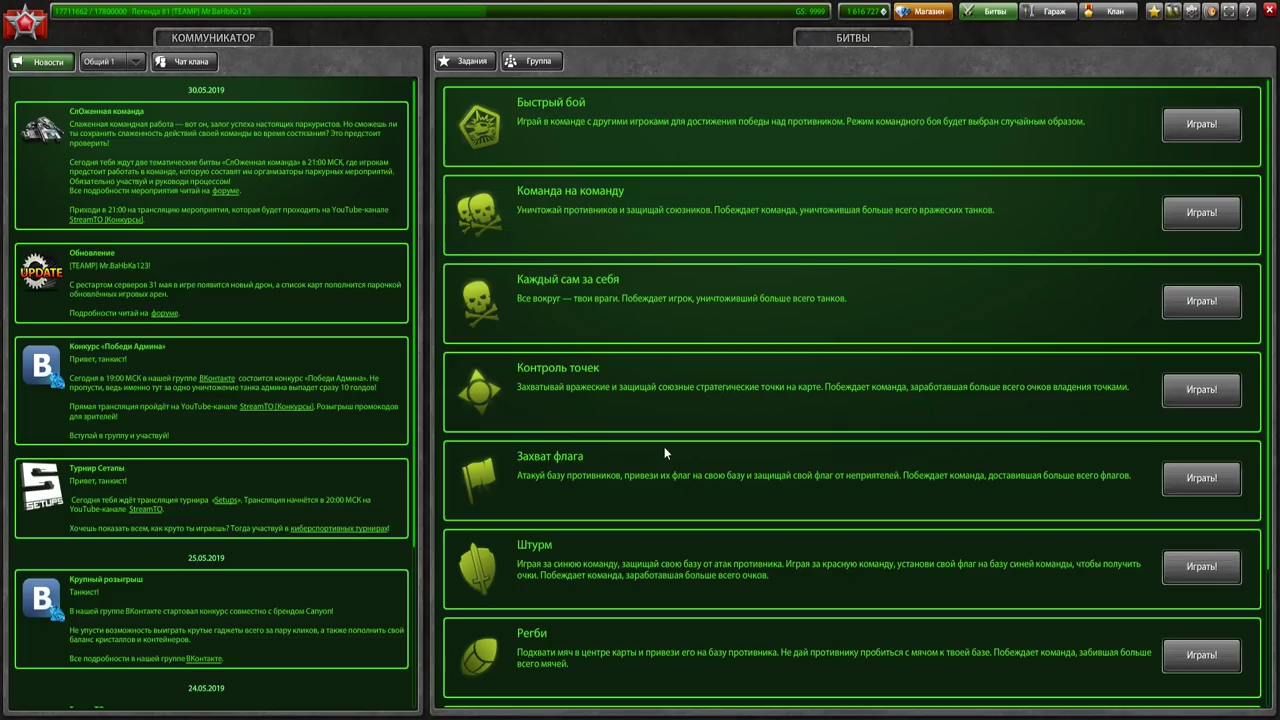 17711662 / 17800000 Легенда 81 [TEAMP] Mr.BaHbKa123
GS: 9999
1 616 727
Магазин
Битвы
Гараж
Клан
КОММУНИКАТОР
БИТВЫ
Новости
Общий 1
Чат клана
Задания
Группа
30.05.2019
СлОженная команда
Слаженная командная работа — вот он, залог успеха настоящих паркуристов. Но сможешь ли
ты сохранить слаженность действий своей команды во время состязания? Это предстоит
проверить!
Сегодня тебя ждут две тематические битвы «СлОженная команда» в 21:00 МСК, где игрокам
предстоит работать в команде, которую составят им организаторы паркурных мероприятий.
Обязательно участвуй и руководи процессом!
Все подробности мероприятия читай на форуме.
Приходи в 21:00 на трансляцию мероприятия, которая будет проходить на YouTube-канале
StreamTO [Конкурсы].
Обновление
UPDATE
[TEAMP] Mr.BaHbKa123!
С рестартом серверов 31 мая в игре появится новый дрон, а список карт пополнится парочкой
обновлённых игровых арен.
Подробности читай на форуме.
Конкурс «Победи Админа»
Привет, танкист!
Сегодня в 19:00 МСК в нашей группе ВКонтакте состоится конкурс «Победи Админа». Не
пропусти, ведь именно тут за одно уничтожение танка админа выпадет сразу 10 голдов!
Прямая трансляция пройдёт на YouTube-канале StreamTO [Конкурсы]. Розыгрыш промокодов
для зрителей!
Вступай в группу и участвуй!
Турнир Сетапы
SETUPS
Привет, танкист!
Сегодня тебя ждёт трансляция турнира «Setups». Трансляция начнётся в 20:00 МСК на
YouTube-канале StreamTO.
Хочешь показать всем, как круто ты играешь? Тогда участвуй в киберспортивных турнирах!
25.05.2019
Крупный розыгрыш
Танкист!
В нашей группе ВКонтакте стартовал конкурс совместно с брендом Canyon!
Не упусти возможность выиграть крутые гаджеты всего за пару кликов, а также пополнить свой
баланс кристаллов и контейнеров.
Все подробности в нашей группе ВКонтакте.
24.05.2019
Быстрый бой
Играй в команде с другими игроками для достижения победы над противником. Режим командного боя будет выбран случайным образом.
Играть!
Команда на команду
Уничтожай противников и защищай союзников. Побеждает команда, уничтожившая больше всего вражеских танков.
Играть!
Каждый сам за себя
Все вокруг — твои враги. Побеждает игрок, уничтоживший больше всего танков.
Играть!
Контроль точек
Захватывай вражеские и защищай союзные стратегические точки на карте. Побеждает команда, заработавшая больше всего очков владения точками.
Играть!
Захват флага
Атакуй базу противников, привези их флаг на свою базу и защищай свой флаг от неприятелей. Побеждает команда, доставившая больше всего флагов.
Играть!
Штурм
Играя за синюю команду, защищай свою базу от атак противника. Играя за красную команду, установи свой флаг на базу синей команды, чтобы получить
очки. Побеждает команда, заработавшая больше всего очков.
Играть!
Регби
Подхвати мяч в центре карты и привези его на базу противника. Не дай противнику пробиться с мячом к твоей базе. Побеждает команда, забившая больше
всего мячей.
Играть!